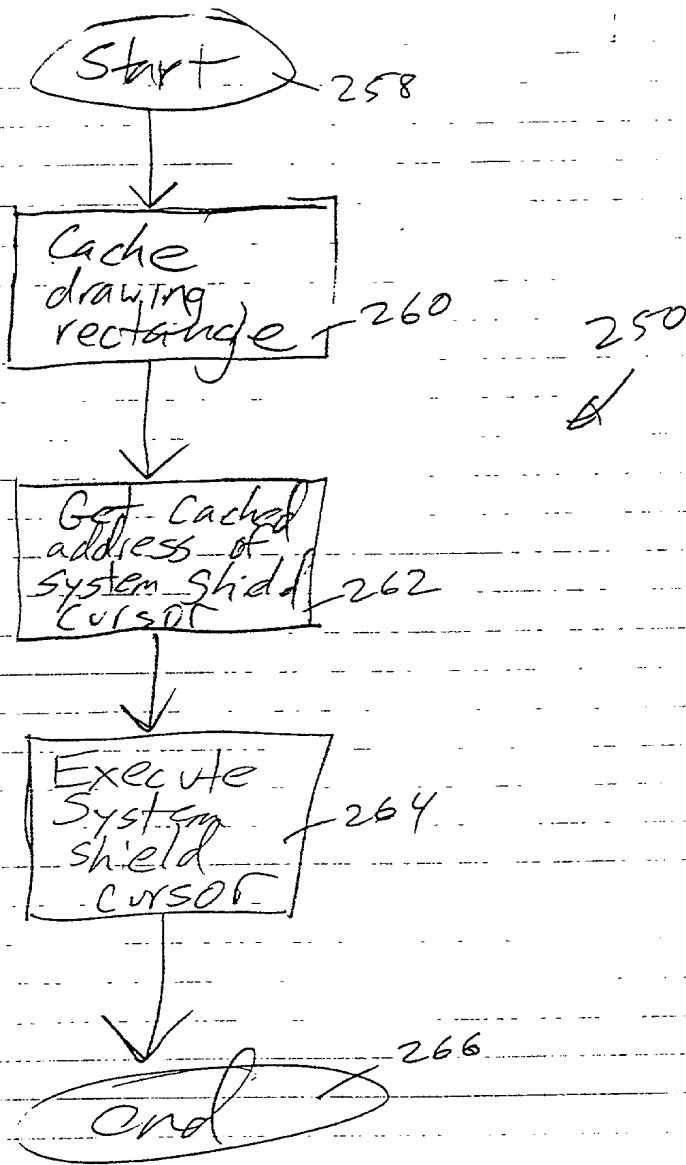 Start
258
Cache
drawing
rectangle
260
250
Get Cached
address of
system shield
cursor
262
Execute
System
shield
cursor
264
266
end